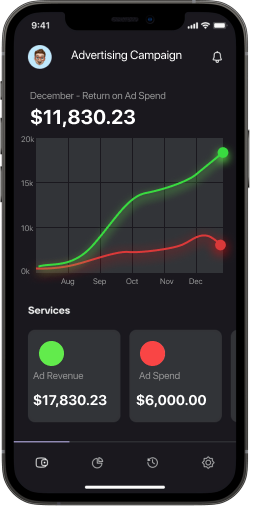 9:41
Advertising Campaign
December - Return on Ad Spend
$11,830.23
20k
15k
10k
0k
Aug Sep Oct Nov Dec
Services
Ad Revenue Ad Spend
$17,830.23 $6,000.00